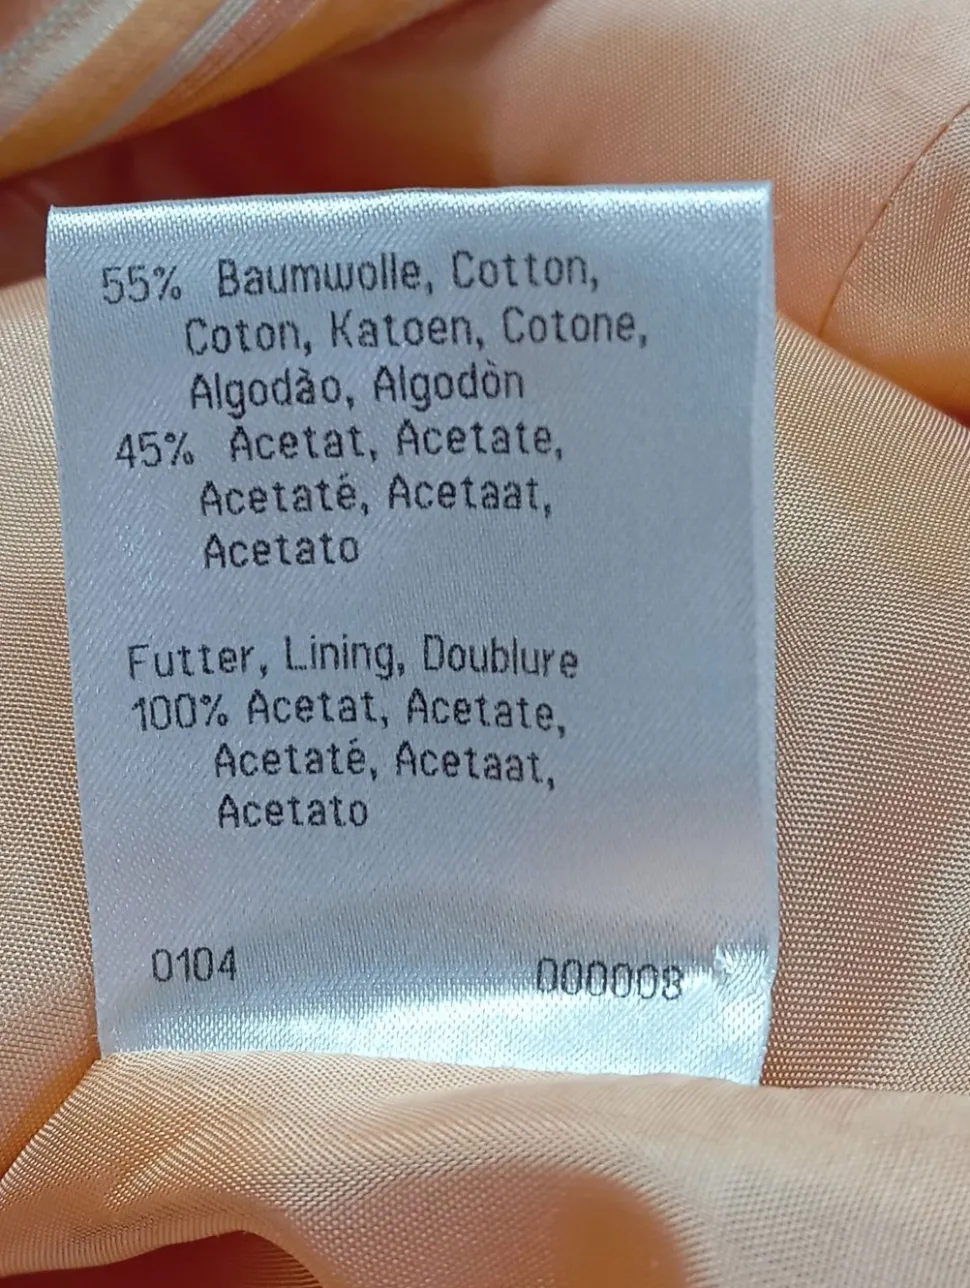 55% Baumwolle, Cotton,
Coton, Katoen, Cotone,
Algodào, Algodòn
45% Acetat, Acetate,
Acetaté, Acetaat,
Acetato
Futter, Lining, Doublure
100% Acetat, Acetate,
Acetaté, Acetaat,
Acetato
0104 000008